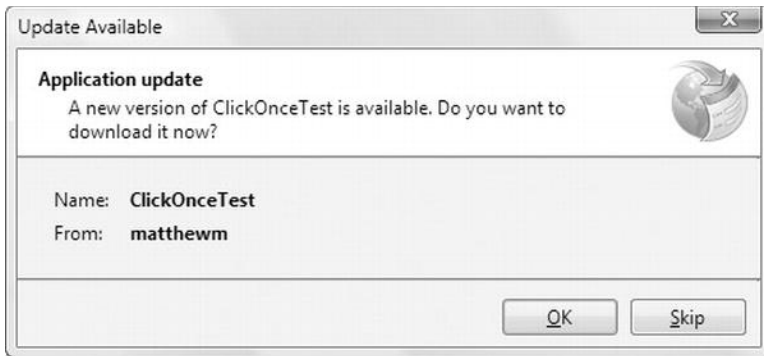 Update Available
Application update
A new version of ClickOnceTest is available. Do you want to
download it now?
Name: ClickOnceTest
From: matthewm
OK
Skip